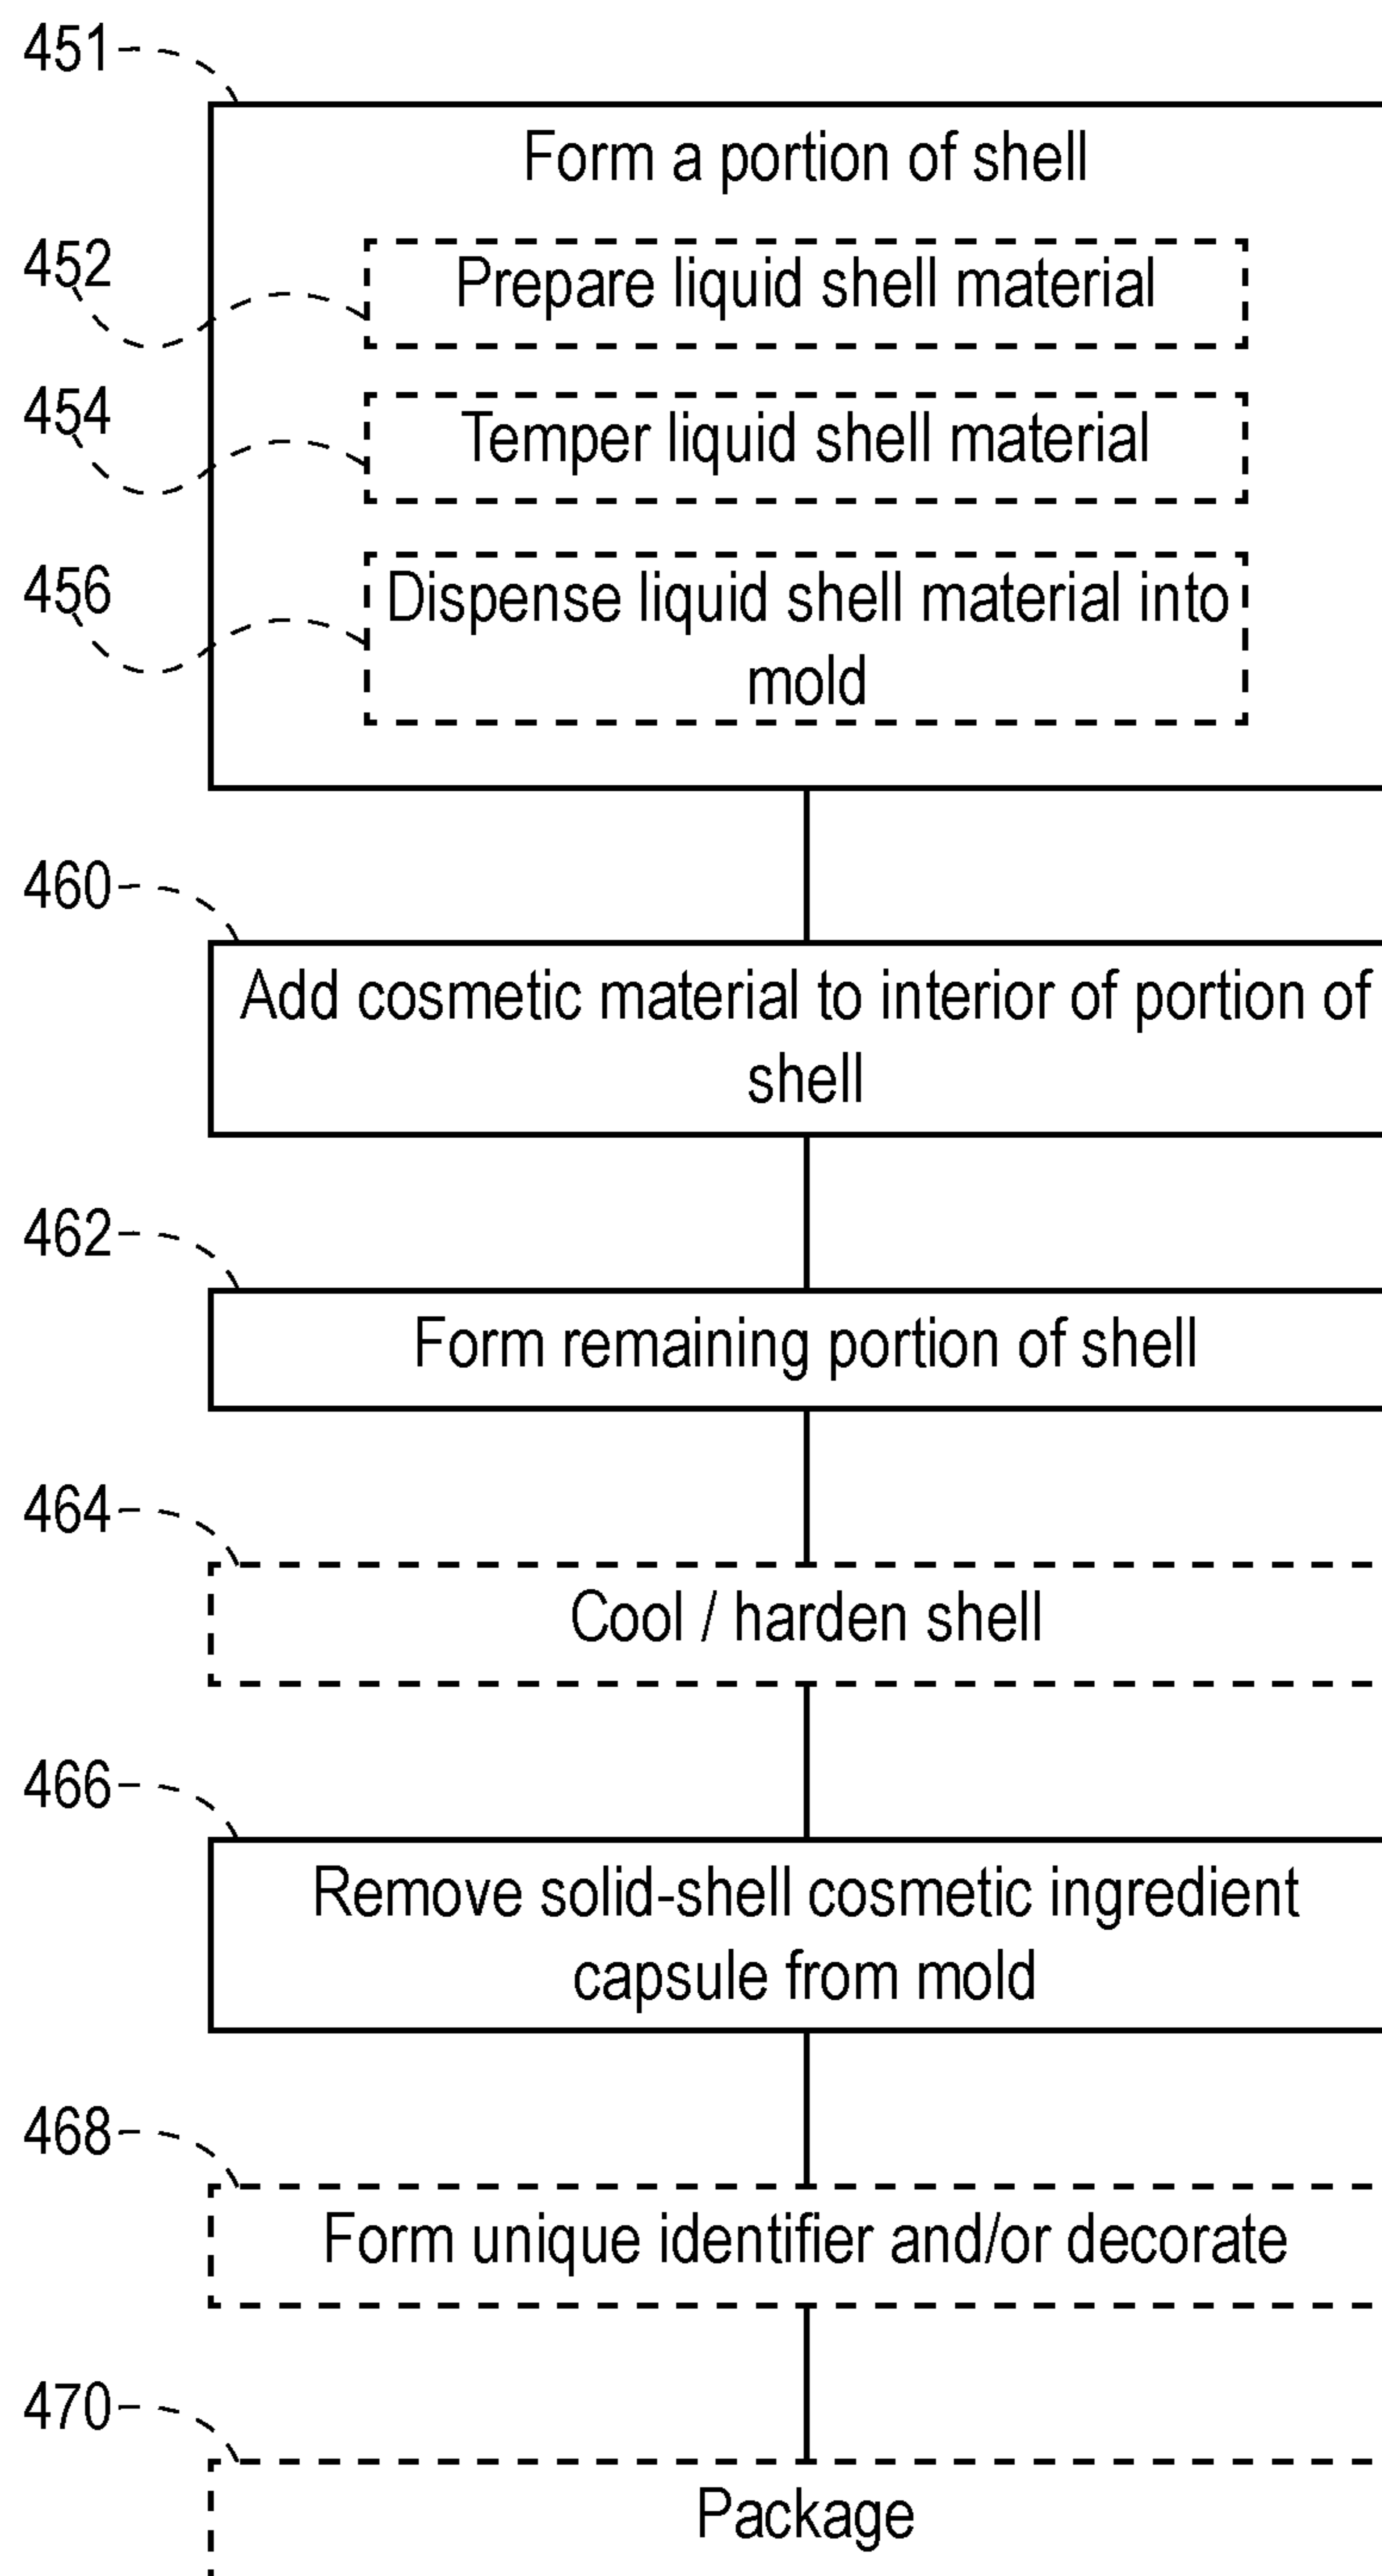 451
Form a portion of shell
452
Prepare liquid shell material
454
Temper liquid shell material
456
Dispense liquid shell material into
mold
460
Add cosmetic material to interior of portion of
shell
462
Form remaining portion of shell
464
Cool / harden shell
466
Remove solid-shell cosmetic ingredient
capsule from mold
468
Form unique identifier and/or decorate
470
Package